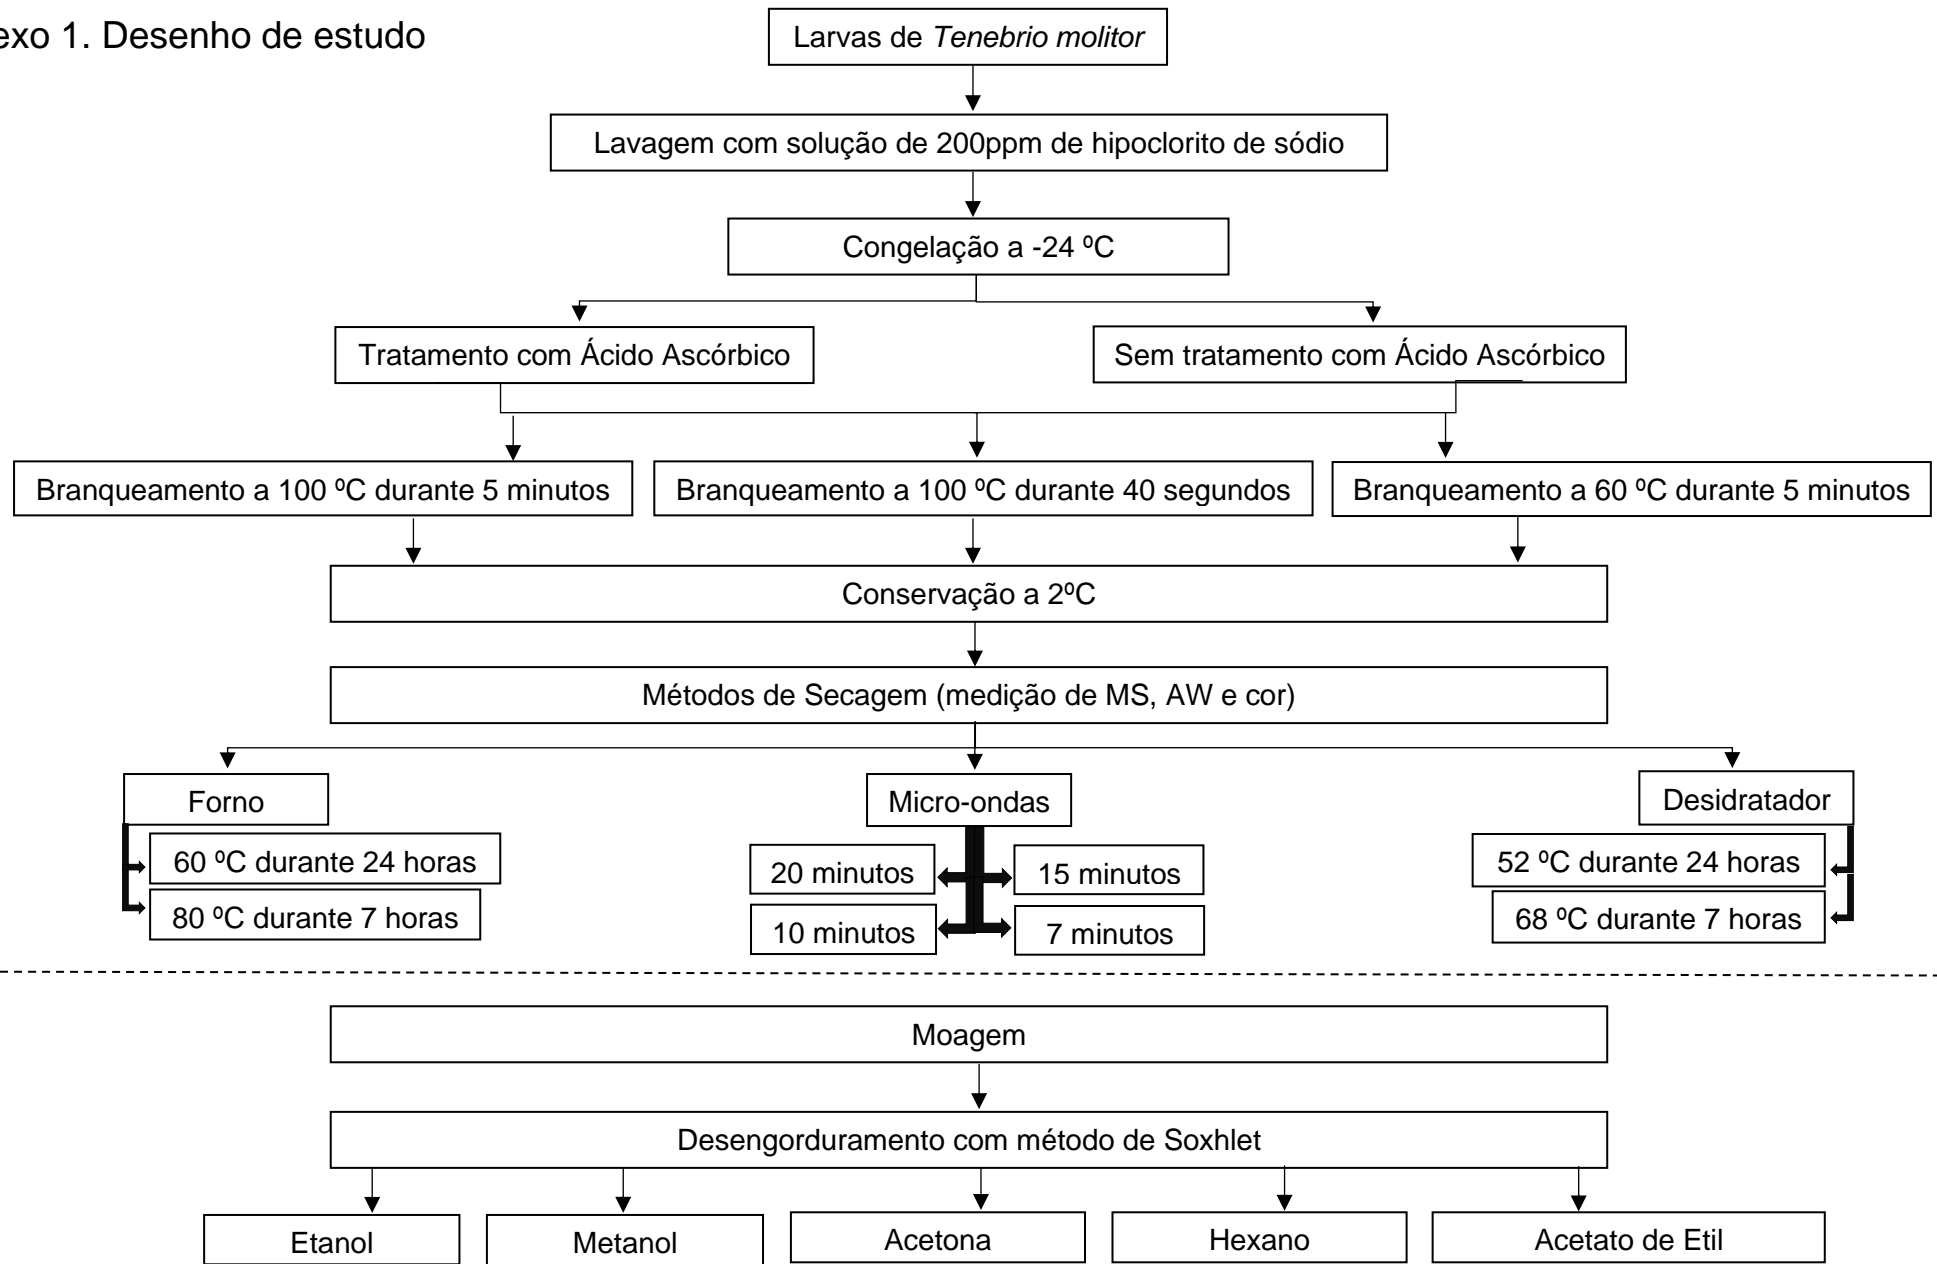 exo 1. Desenho de estudo
Larvas de Tenebrio molitor
Lavagem com solução de 200ppm de hipoclorito de sódio
Congelação a -24 ºC
Tratamento com Ácido Ascórbico
Sem tratamento com Ácido Ascórbico
Branqueamento a 100 ºC durante 5 minutos
Branqueamento a 100 ºC durante 40 segundos
Branqueamento a 60 ºC durante 5 minutos
Conservação a 2ºC
Métodos de Secagem (medição de MS, AW e cor)
Forno
Micro-ondas
Desidratador
60 ºC durante 24 horas
80 ºC durante 7 horas
20 minutos
15 minutos
10 minutos
7 minutos
52 ºC durante 24 horas
68 ºC durante 7 horas
Moagem
Desengorduramento com método de Soxhlet
Etanol
Metanol
Acetona
Hexano
Acetato de Etil